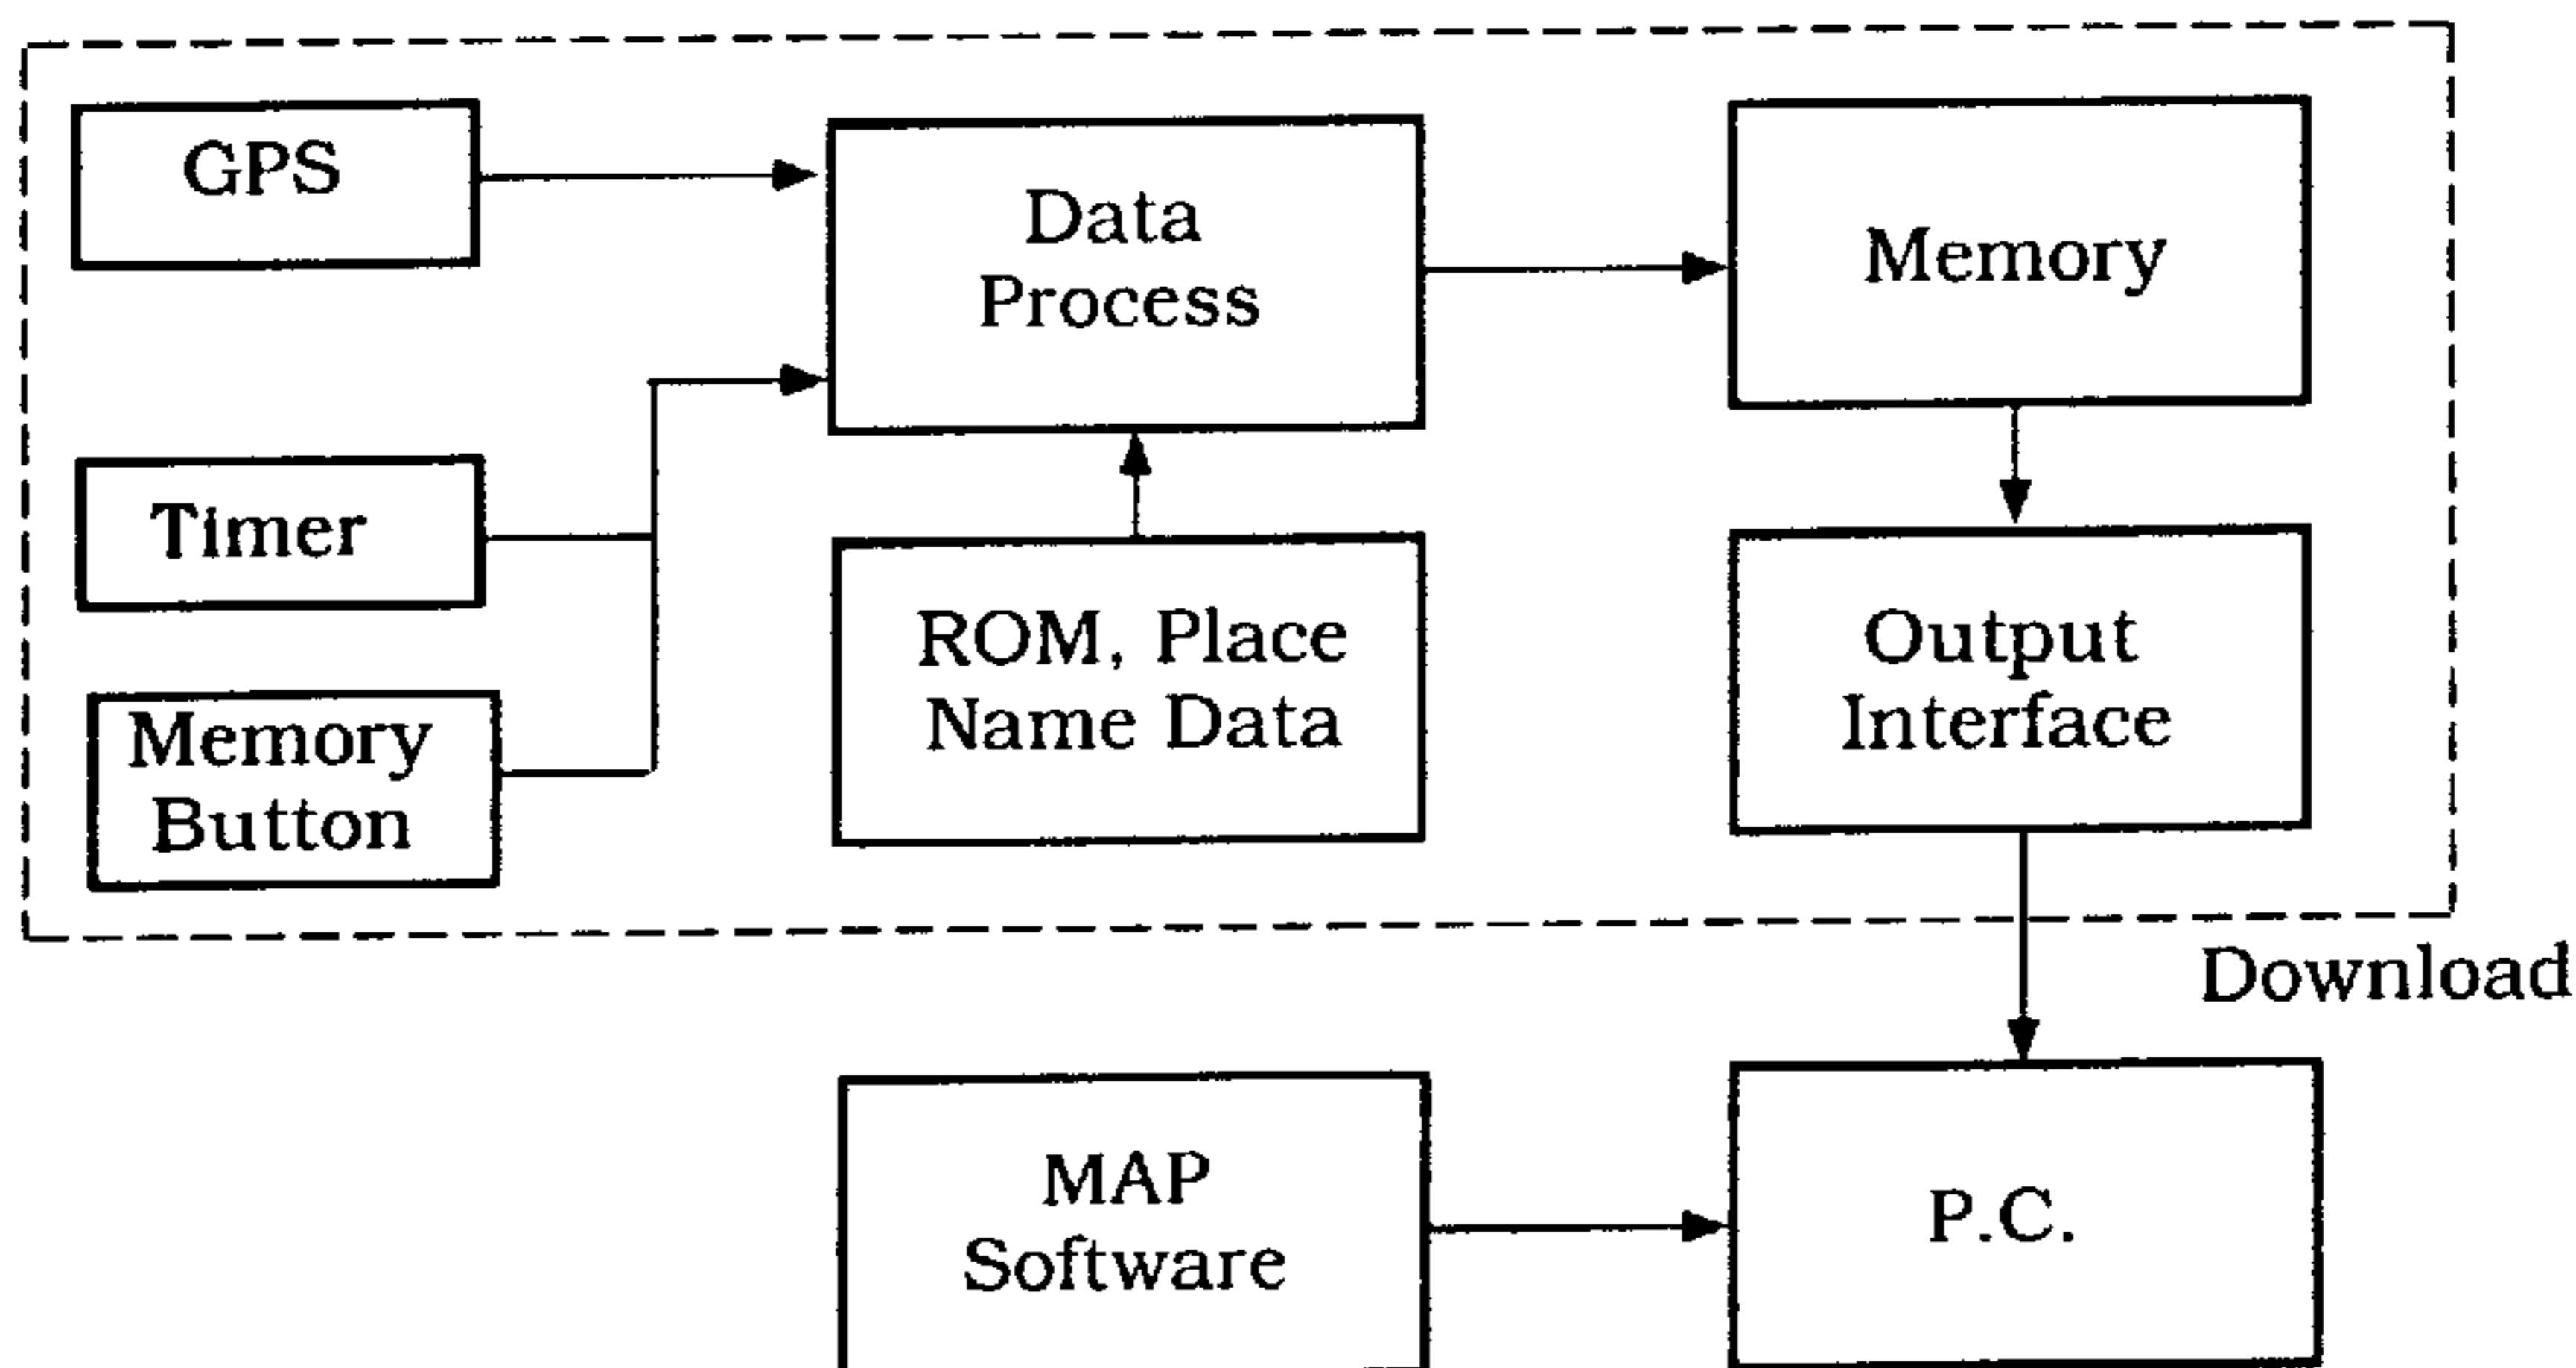 GPS
Data
Process
Memory
Timer
ROM, Place
Name Data
Output
Interface
Memory
Button
Download
MAP
Software
P.C.